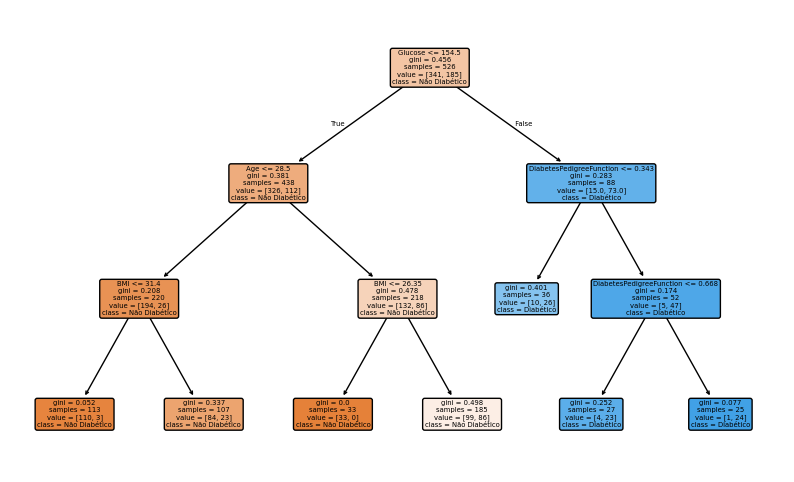 Glucose <= 154.5
gini = 0.456
samples = 526
value = [341, 185]
class = Não Diabético
True
False
Age <= 28.5
gini = 0.381
samples = 438
value = [326, 112]
class = Não Diabético
DiabetesPedigreeFunction <= 0.343
gini = 0.283
samples = 88
value = [15.0, 73.0]
class = Diabético
BMI <= 31.4
gini = 0.208
samples = 220
value = [194, 26]
class = Não Diabético
BMI <= 26.35
gini = 0.478
samples = 218
value = [132, 86]
class = Não Diabético
gini = 0.401
samples = 36
value = [10, 26]
class = Diabético
DiabetesPedigreeFunction <= 0.668
gini = 0.174
samples = 52
value = [5, 47]
class = Diabético
gini = 0.052
samples = 113
value = [110, 3]
class = Não Diabético
gini = 0.337
samples = 107
value = [84, 23]
class = Não Diabético
gini = 0.0
samples = 33
value = [33, 0]
class = Não Diabético
gini = 0.498
samples = 185
value = [99, 86]
class = Não Diabético
gini = 0.252
samples = 27
value = [4, 23]
class = Diabético
gini = 0.077
samples = 25
value = [1, 24]
class = Diabético